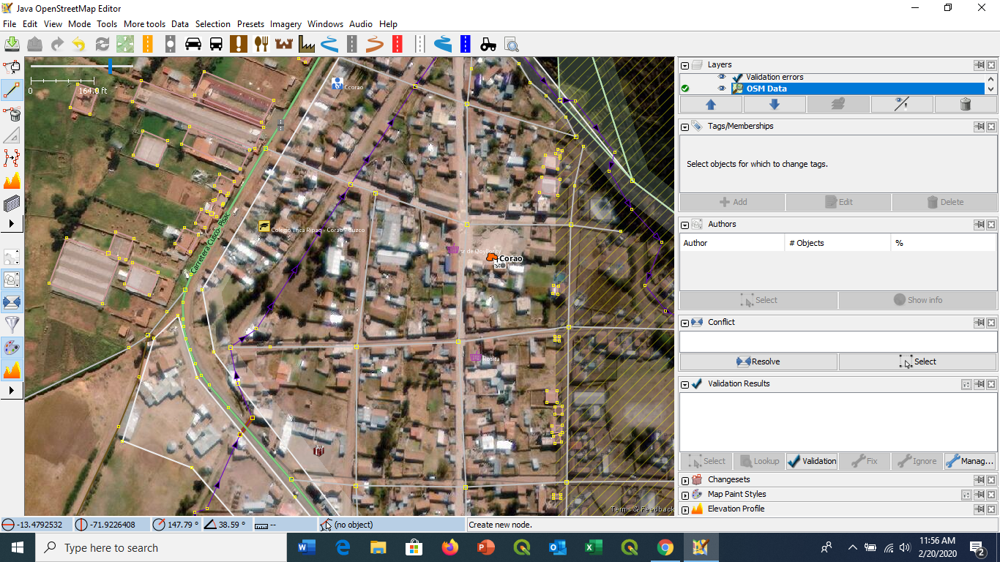 Java OpenStreetMap Editor
File Edit View Mode Tools More tools Data Selection Presets Imagery Windows Audio Help
0 164.0 ft
Ccorao
Carretera Cusco- Pisac
Colegio Inca Ripaq - Corao - Cuzco
Corao
Rosita
Terms & Feedback
Layers
Validation errors
OSM Data
Tags/Memberships
Select objects for which to change tags.
Add Edit Delete
Authors
Author # Objects %
Select Show info
Conflict
Resolve Select
Validation Results
Select Lookup Validation Fix Ignore Manag...
Changesets
Map Paint Styles
Elevation Profile
-13.4792532 -71.9226408 147.79 ° 38.59 ° -- (no object) Create new node.
Type here to search
11:56 AM
2/20/2020
2